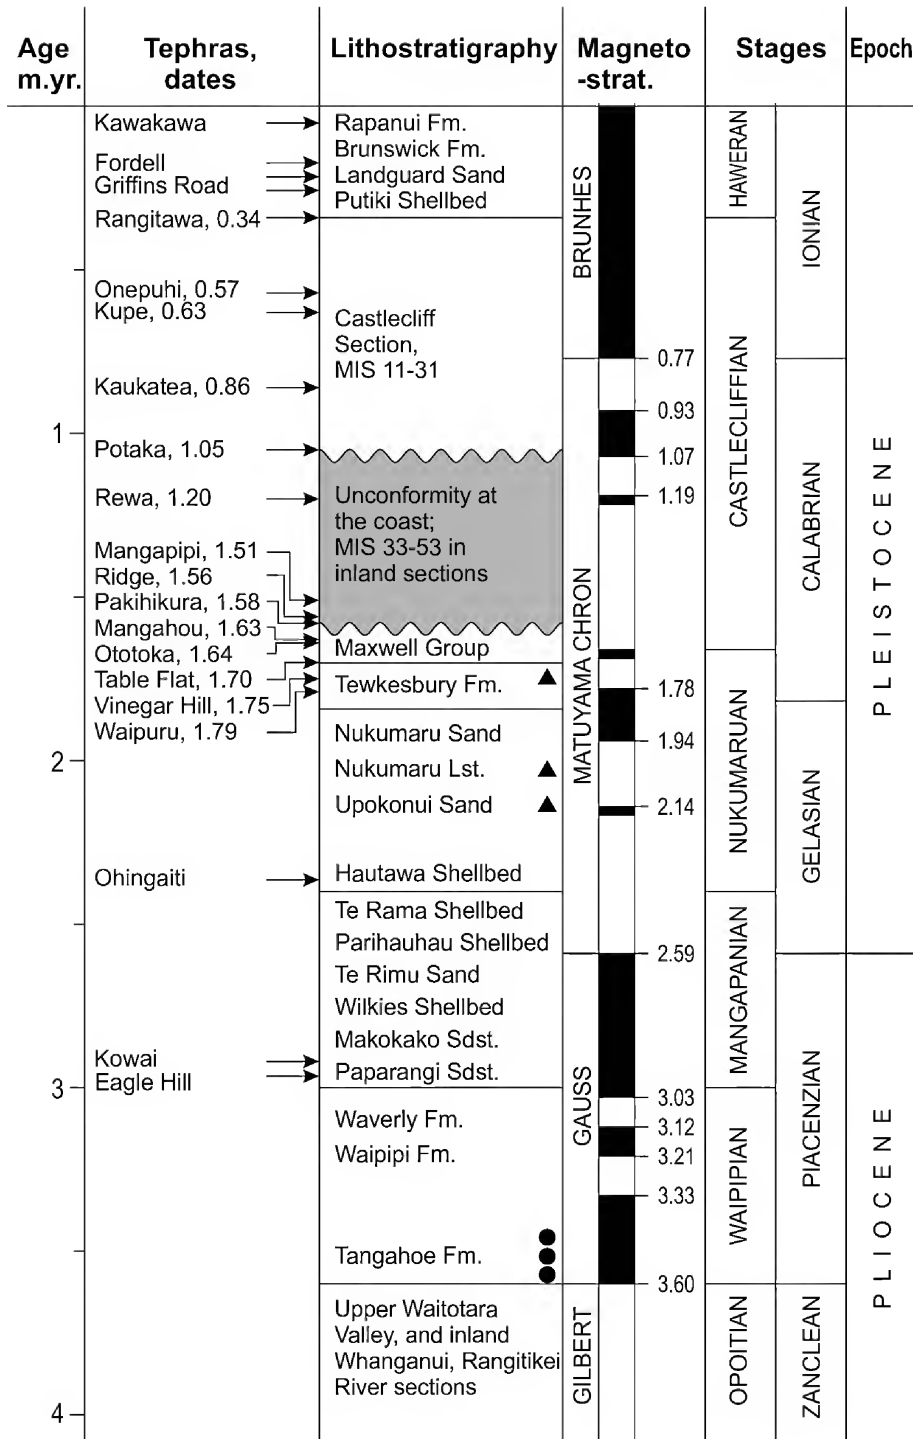 Age
m.yr.
Tephras,
dates
Lithostratigraphy
Magneto
-strat.
Stages
Epoch
Kawakawa
Fordell
Griffins Road
Rangitawa, 0.34
Onepuhi, 0.57
Kupe, 0.63
Kaukatea, 0.86
1
Potaka, 1.05
Rewa, 1.20
Mangapipi, 1.51
Ridge, 1.56
Pakihikura, 1.58
Mangahou, 1.63
Ototoka, 1.64
Table Flat, 1.70
Vinegar Hill, 1.75
Waipuru, 1.79
2
Ohingaiti
Kowai
Eagle Hill
3
4
Rapanui Fm.
Brunswick Fm.
Landguard Sand
Putiki Shellbed
Castlecliff
Section,
MIS 11-31
Unconformity at
the coast;
MIS 33-53 in
inland sections
Maxwell Group
Tewkesbury Fm.
Nukumaru Sand
Nukumaru Lst.
Upokonui Sand
Hautawa Shellbed
Te Rama Shellbed
Parihauhau Shellbed
Te Rimu Sand
Wilkies Shellbed
Makokako Sdst.
Paparangi Sdst.
Waverly Fm.
Waipipi Fm.
Tangahoe Fm.
Upper Waitotara
Valley, and inland
Whanganui, Rangitikei
River sections
BRUNHES
MATUYAMA CHRON
GAUSS
GILBERT
0.77
0.93
1.07
1.19
1.78
1.94
2.14
2.59
3.03
3.12
3.21
3.33
3.60
HAWERAN
CASTLECLIFFIAN
NUKUMARUAN
MANGAPANIAN
WAIPIPIAN
OPOITIAN
IONIAN
CALABRIAN
GELASIAN
PIACENZIAN
ZANCLEAN
PLEISTOCENE
PLIOCENE